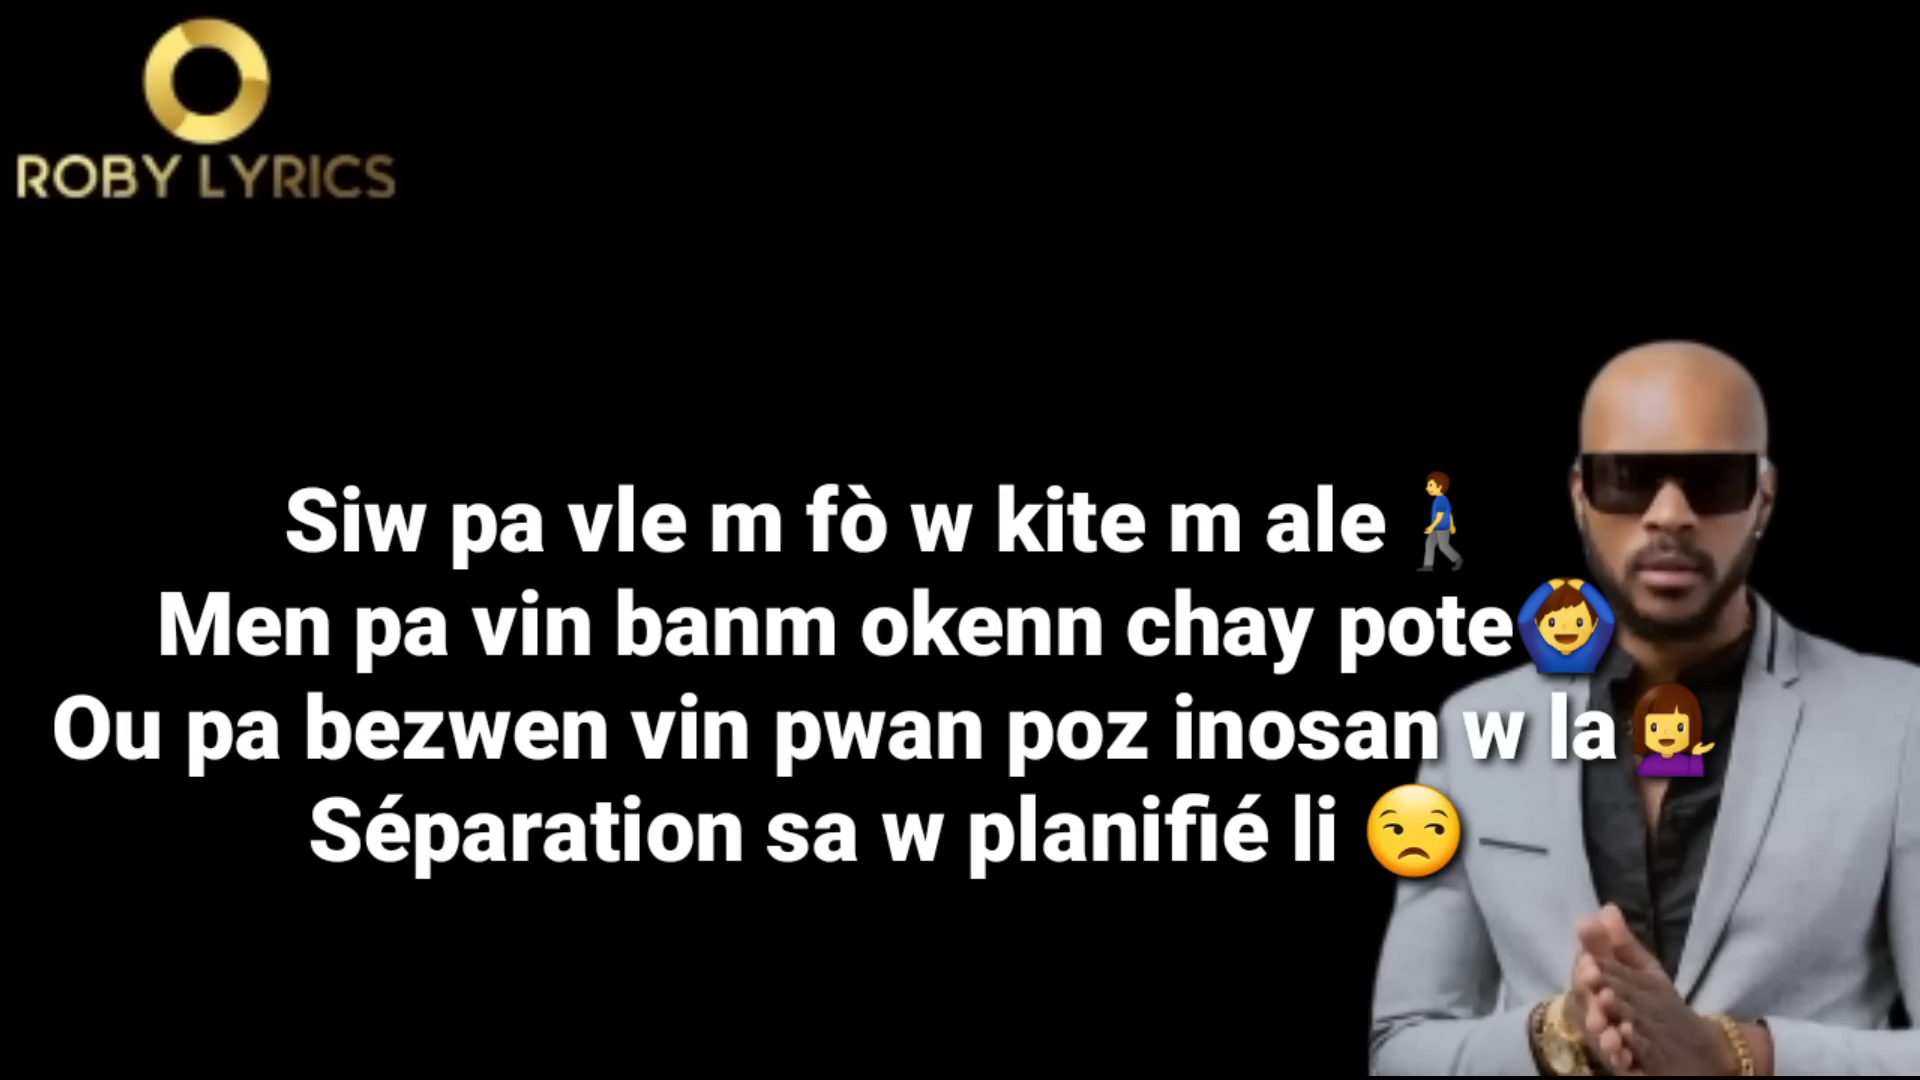 ROBY LYRICS
Siw pa vle m fò w kite m ale🚶‍♂️
Men pa vin banm okenn chay pote🙆‍♂️
Ou pa bezwen vin pwan poz inosan w la💁‍♀️
Séparation sa w planifié li 😒